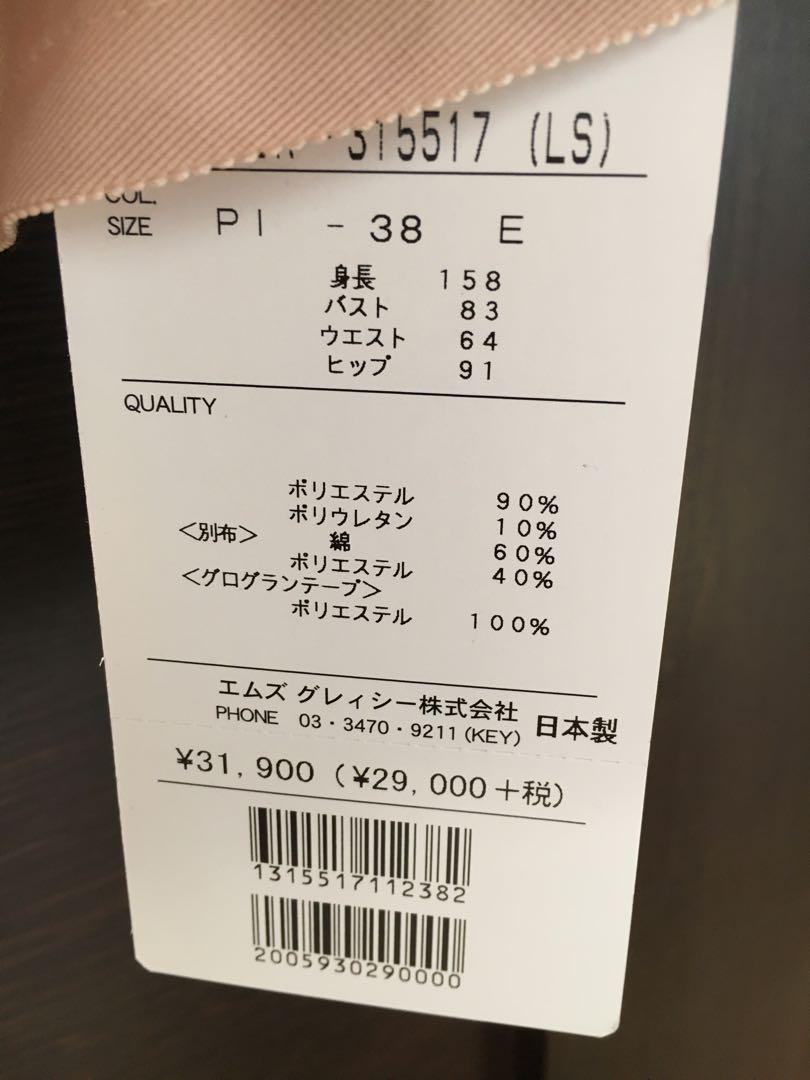 315517 (LS)
COL.
SIZE PI - 38 E
身長 158
バスト 83
ウエスト 64
ヒップ 91
QUALITY
ポリエステル 90%
ポリウレタン 10%
<別布> 綿 60%
ポリエステル 40%
<グログランテープ>
ポリエステル 100%
エムズ グレィシー株式会社 日本製
PHONE 03・3470・9211(KEY)
¥31,900 (¥29,000+税)
1315517112382
2005930290000